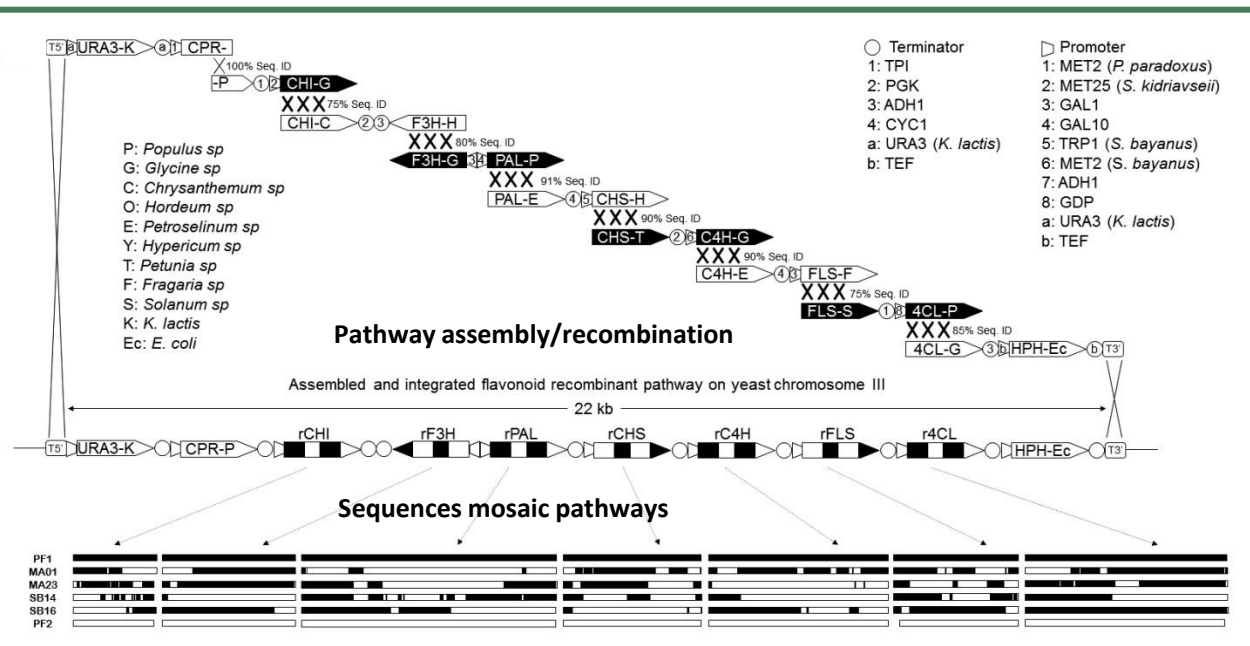 T5' a URA3-K a 1 CPR-
100% Seq. ID
-P 1 2 CHI-G
75% Seq. ID
CHI-C 2 3 F3H-H
80% Seq. ID
F3H-G 3 4 PAL-P
91% Seq. ID
PAL-E 4 5 CHS-H
90% Seq. ID
CHS-T 2 6 C4H-G
90% Seq. ID
C4H-E 4 3 FLS-F
75% Seq. ID
FLS-S 1 8 4CL-P
85% Seq. ID
4CL-G 3 b HPH-Ec b T3'
Terminator
1: TPI
2: PGK
3: ADH1
4: CYC1
a: URA3 (K. lactis)
b: TEF
Promoter
1: MET2 (P. paradoxus)
2: MET25 (S. kidriavseii)
3: GAL1
4: GAL10
5: TRP1 (S. bayanus)
6: MET2 (S. bayanus)
7: ADH1
8: GDP
a: URA3 (K. lactis)
b: TEF
P: Populus sp
G: Glycine sp
C: Chrysanthemum sp
O: Hordeum sp
E: Petroselinum sp
Y: Hypericum sp
T: Petunia sp
F: Fragaria sp
S: Solanum sp
K: K. lactis
Ec: E. coli
Pathway assembly/recombination
Assembled and integrated flavonoid recombinant pathway on yeast chromosome III
22 kb
rCHI rF3H rPAL rCHS rC4H rFLS r4CL
T5' URA3-K CPR-P HPH-Ec T3'
Sequences mosaic pathways
PF1
MA01
MA23
SB14
SB16
PF2